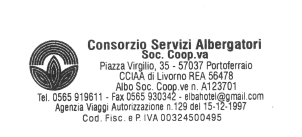 Consorzio Servizi Albergatori
Soc. Coop.va
Piazza Virgilio, 35 - 57037 Portoferraio
CCIAA di Livorno REA 56478
Albo Soc. Coop.ve n. A123701
Tel. 0565 919611 - Fax 0565 930342 - elbahotel@gmail.com
Agenzia Viaggi Autorizzazione n.129 del 15-12-1997
Cod. Fisc. e P. IVA 00324500495